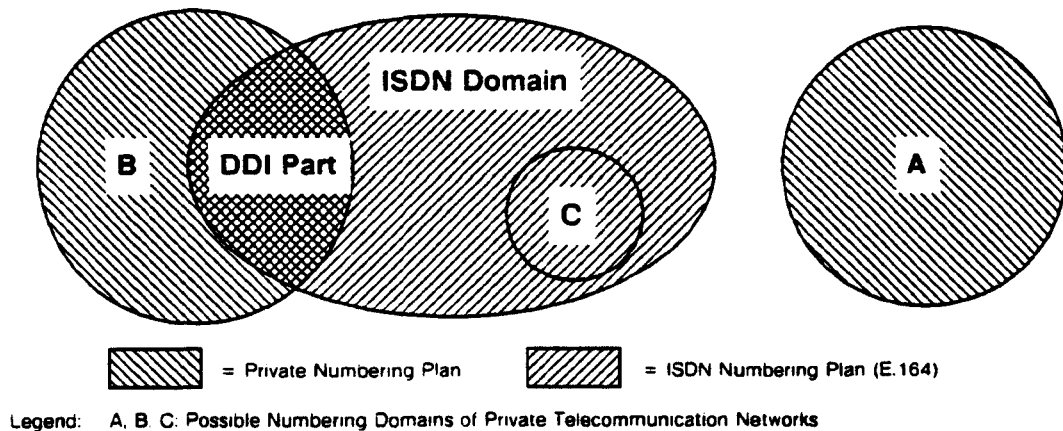 ISDN Domain
B
DDI Part
C
A
= Private Numbering Plan
= ISDN Numbering Plan (E.164)
Legend: A, B. C: Possible Numbering Domains of Private Telecommunication Networks